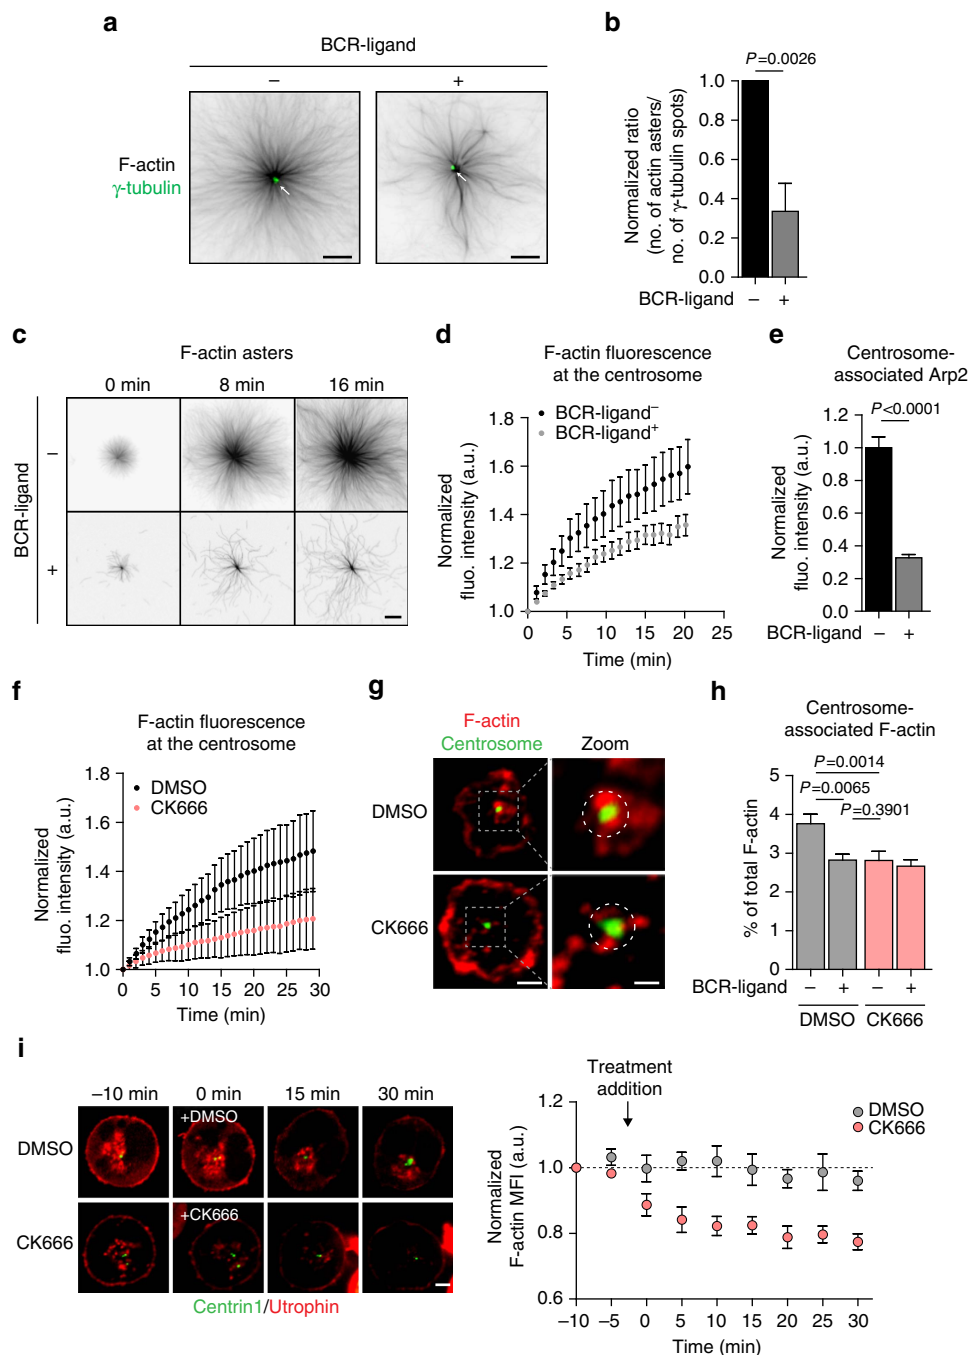 a
BCR-ligand
– +
F-actin
γ-tubulin
b
P=0.0026
Normalized ratio
(no. of actin asters/
no. of γ-tubulin spots)
1.0
0.8
0.6
0.4
0.2
0.0
BCR-ligand – +
c
F-actin asters
0 min 8 min 16 min
BCR-ligand
–
+
d
F-actin fluorescence
at the centrosome
BCR-ligand–
BCR-ligand+
Normalized
fluo. intensity (a.u.)
1.8
1.6
1.4
1.2
1.0
0 5 10 15 20 25
Time (min)
e
Centrosome-
associated Arp2
P<0.0001
Normalized
fluo. intensity (a.u.)
1.2
1.0
0.8
0.6
0.4
0.2
0.0
BCR-ligand – +
f
F-actin fluorescence
at the centrosome
DMSO
CK666
Normalized
fluo. intensity (a.u.)
1.8
1.6
1.4
1.2
1.0
0 5 10 15 20 25 30
Time (min)
g
F-actin
Centrosome
Zoom
DMSO
CK666
h
Centrosome-
associated F-actin
P=0.0014
P=0.0065
P=0.3901
% of total F-actin
5
4
3
2
1
0
BCR-ligand – + – +
DMSO CK666
i
–10 min 0 min 15 min 30 min
+DMSO
DMSO
+CK666
CK666
Centrin1/Utrophin
Treatment
addition
DMSO
CK666
Normalized
F-actin MFI (a.u.)
1.2
1.0
0.8
0.6
–10 –5 0 5 10 15 20 25 30
Time (min)